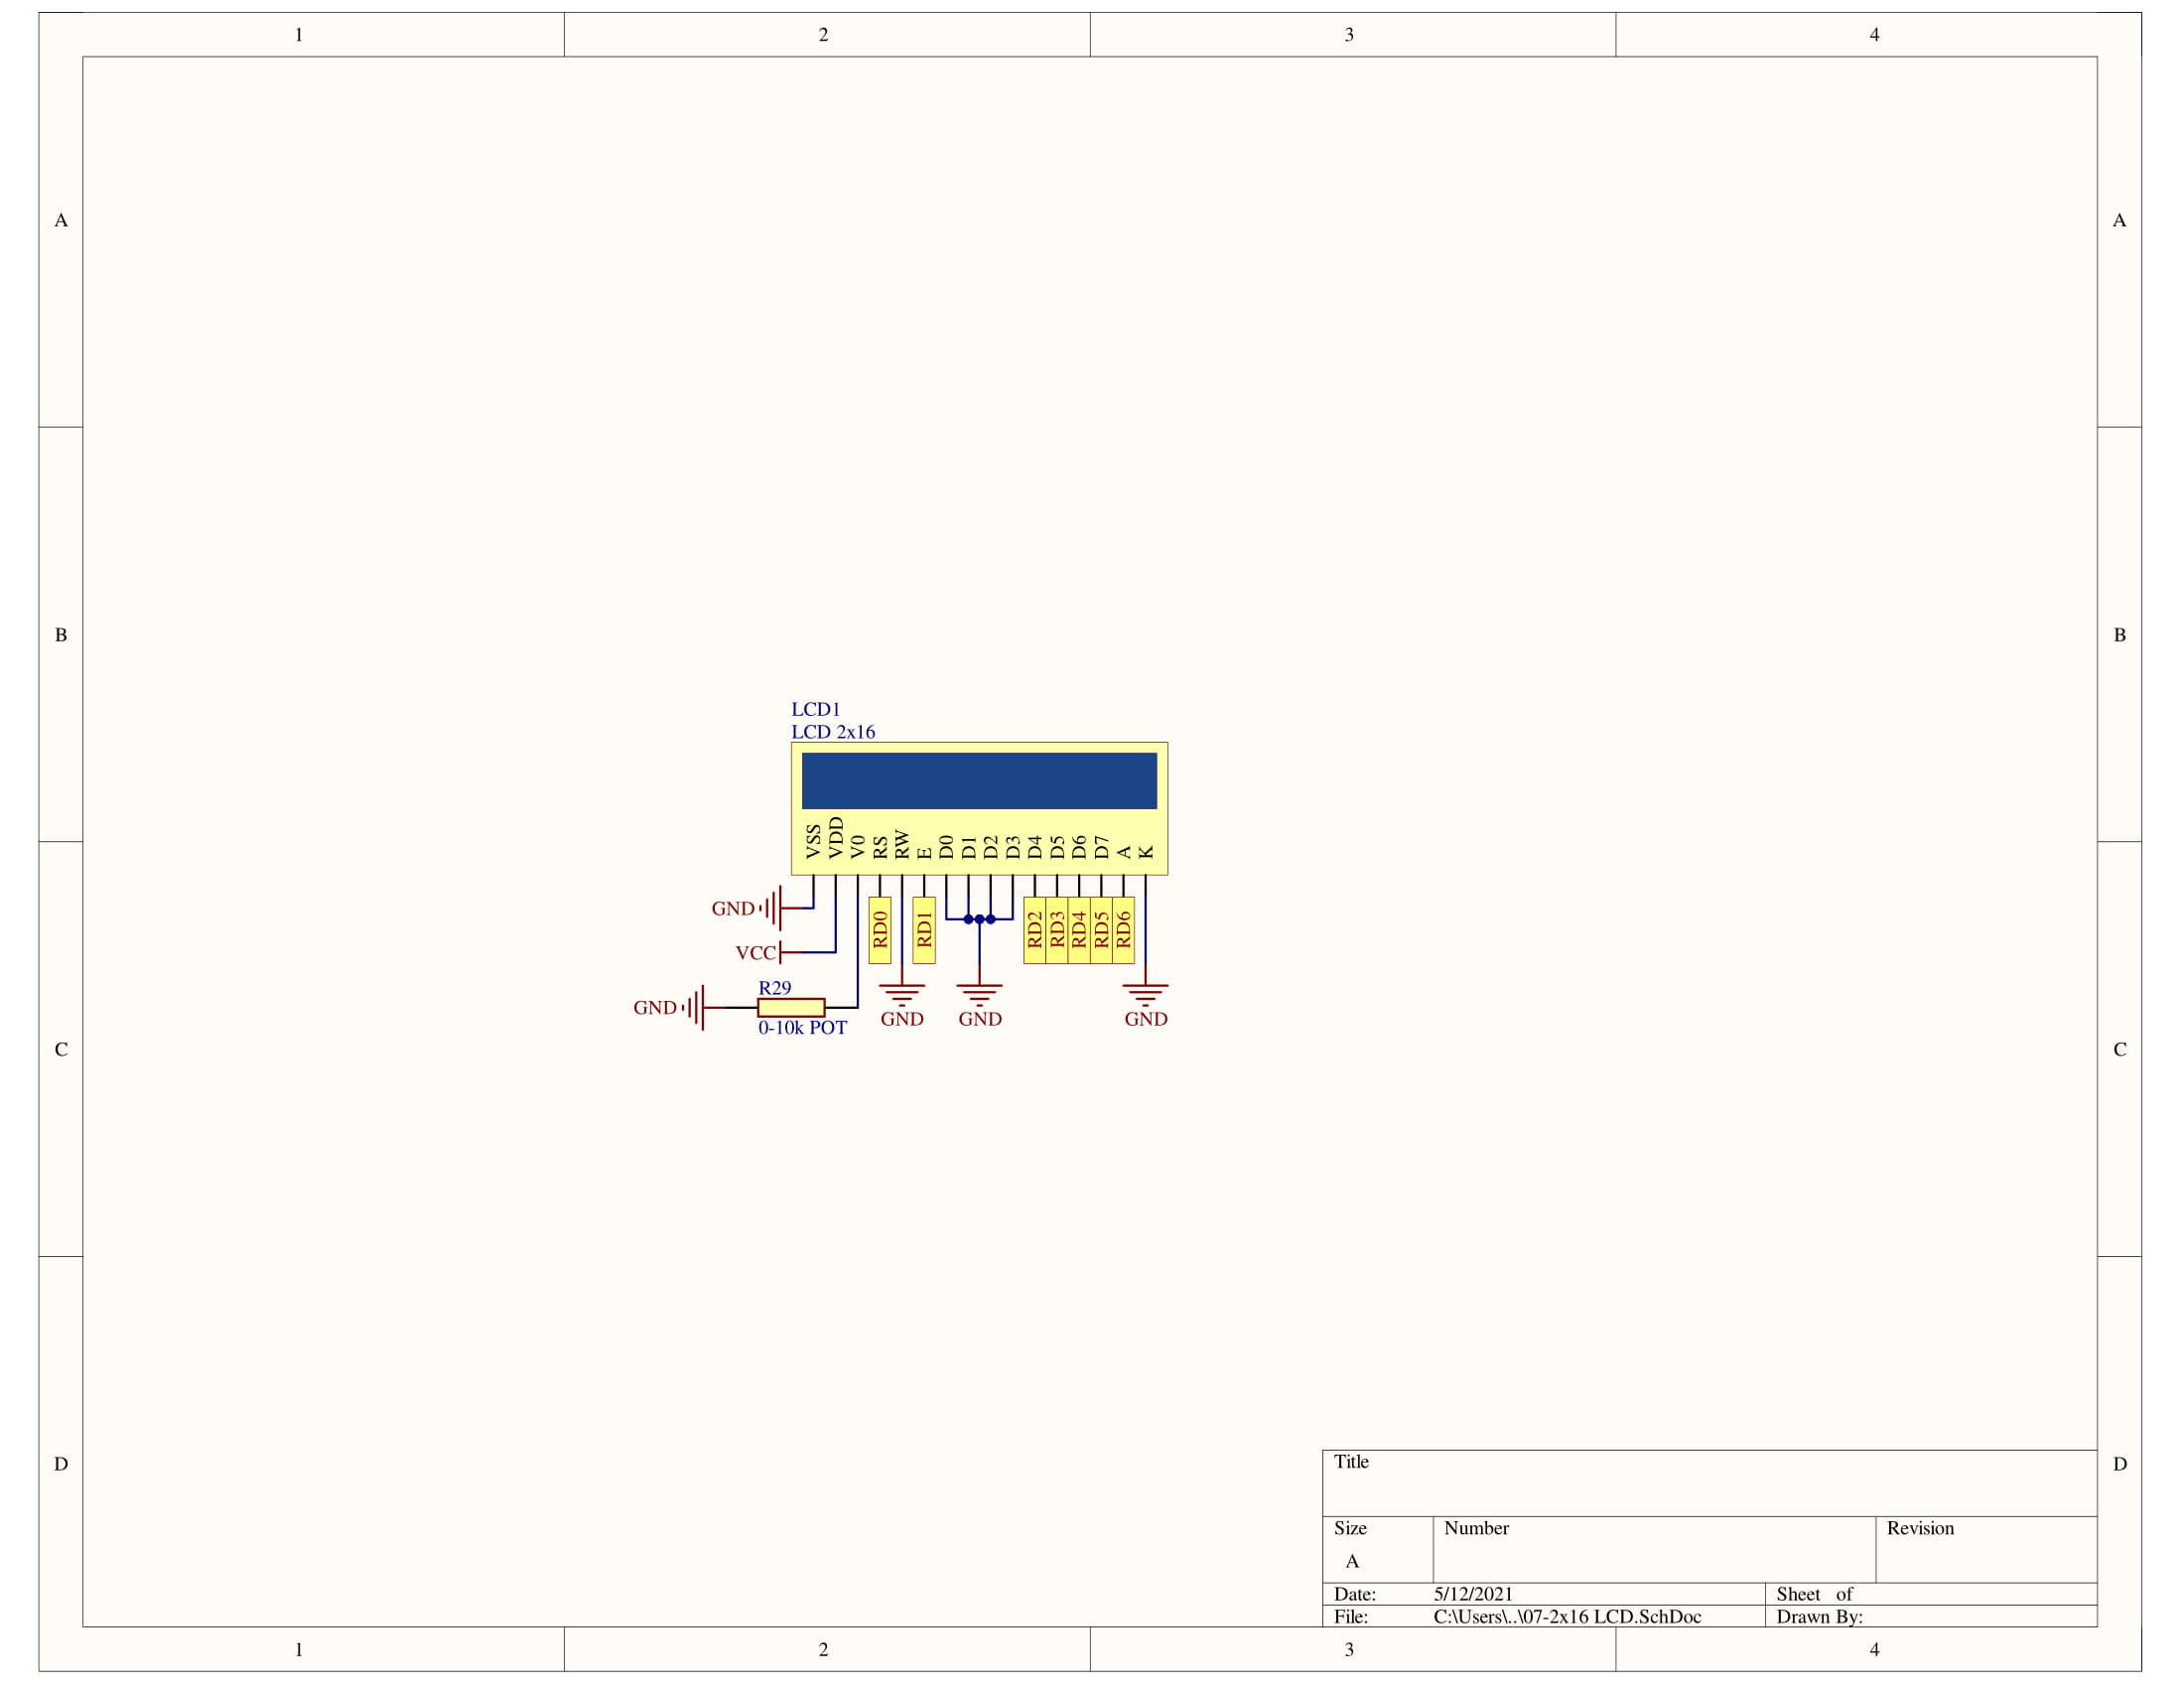 1 2 3 4
A A
B B
LCD1
LCD 2x16
VSS VDD V0 RS RW E D0 D1 D2 D3 D4 D5 D6 D7 A K
GND
RD0 RD1 RD2 RD3 RD4 RD5 RD6
VCC
R29
GND
0-10k POT
GND GND GND
C C
D D
Title
Size Number Revision
A
Date: 5/12/2021 Sheet of
File: C:\Users\..\07-2x16 LCD.SchDoc Drawn By:
1 2 3 4